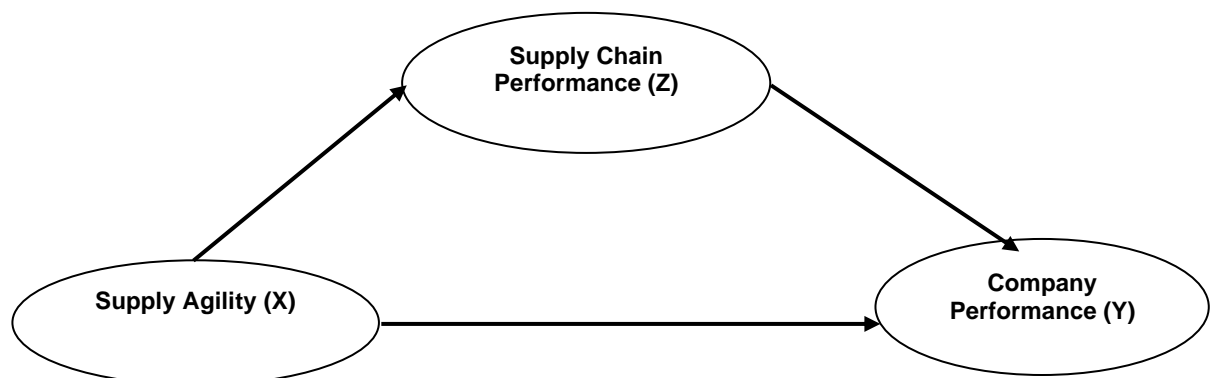 Supply Chain
Performance (Z)
Supply Agility (X)
Company
Performance (Y)